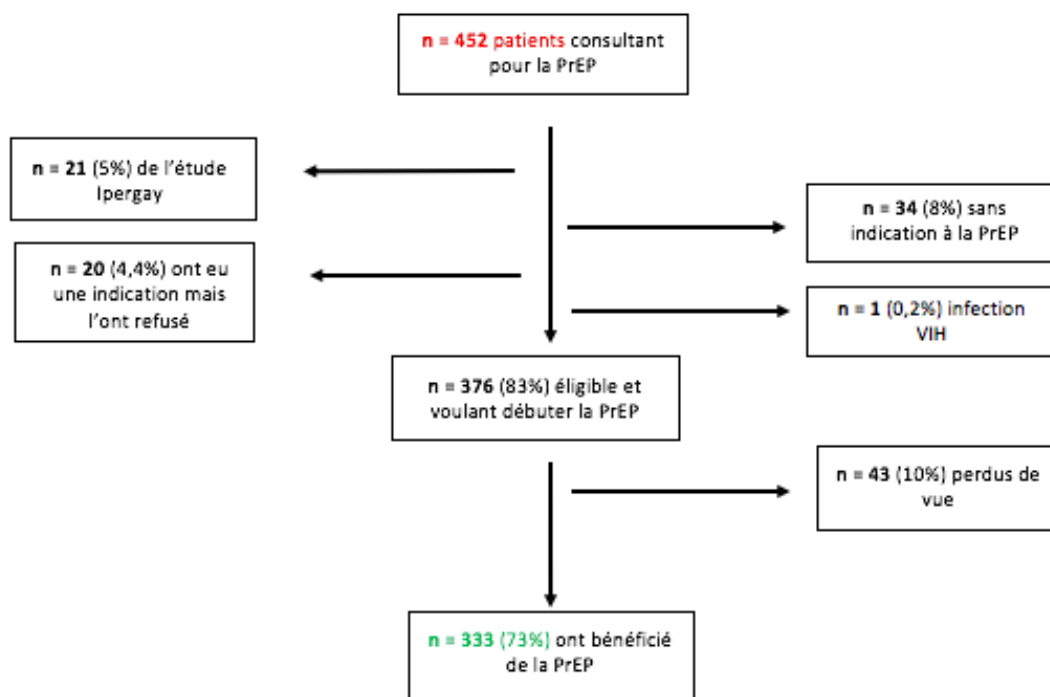 n = 452 patients consultant
pour la PrEP
n = 21 (5%) de l'étude
Ipergay
n = 34 (8%) sans
indication à la PrEP
n = 20 (4,4%) ont eu
une indication mais
l'ont refusé
n = 1 (0,2%) infection
VIH
n = 376 (83%) éligible et
voulant débuter la PrEP
n = 43 (10%) perdus de
vue
n = 333 (73%) ont bénéficié
de la PrEP